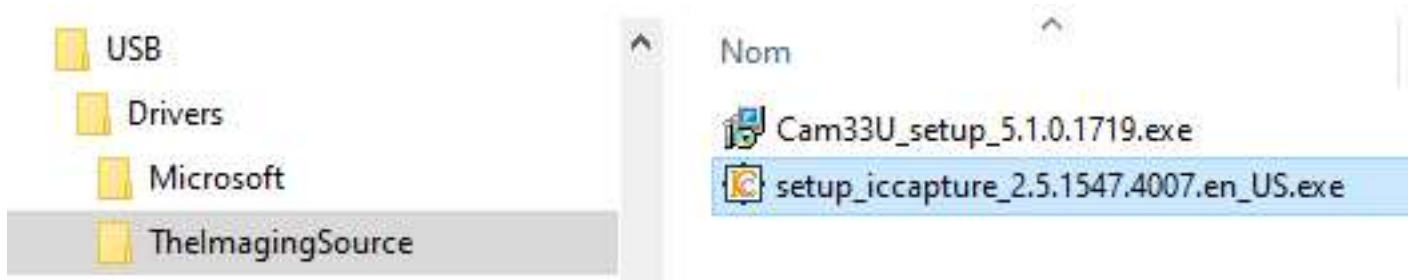 USB
Drivers
Microsoft
TheImagingSource
Nom
Cam33U_setup_5.1.0.1719.exe
setup_iccapture_2.5.1547.4007.en_US.exe